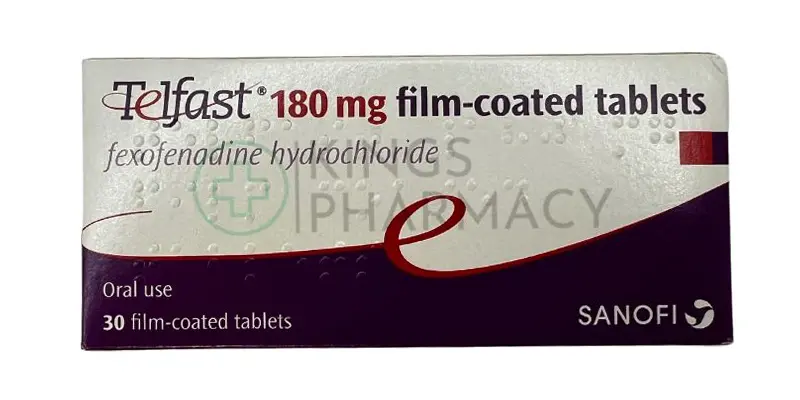 Telfast® 180 mg film-coated tablets
fexofenadine hydrochloride
KINGS
PHARMACY
e
Oral use
30 film-coated tablets
SANOFI